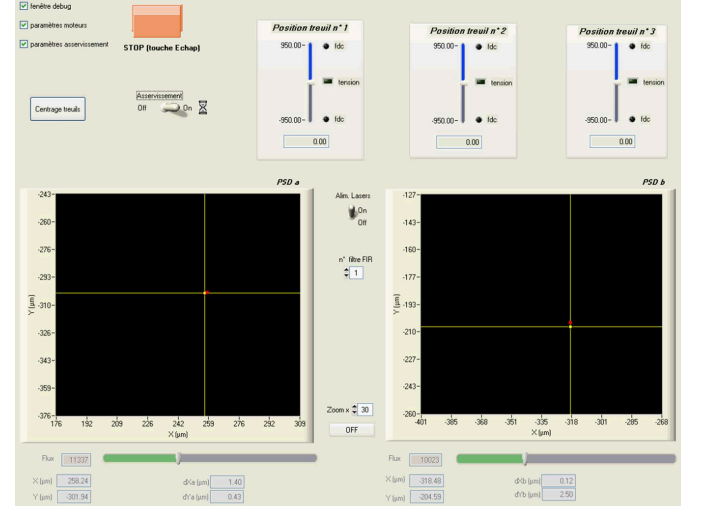 fenêtre debug
paramètres moteurs
paramètres asservissement
STOP (touche Echap)
Centrage treuils
Asservissement
Off On
Position treuil n° 1
950.00- fdc
tension
-950.00- fdc
0.00
Position treuil n° 2
950.00- fdc
tension
-950.00- fdc
0.00
Position treuil n° 3
950.00- fdc
tension
-950.00- fdc
0.00
PSD a
-243-
-260-
-276-
-293-
-310-
-326-
-343-
-359-
-376-
Y (µm)
176 192 209 226 242 259 276 292 309
X (µm)
Alim. Lasers
On
Off
n° filtre FIR
1
Zoom x 30
OFF
PSD b
-127-
-143-
-160-
-177-
-193-
-210-
-227-
-243-
-260-
Y (µm)
-401 -385 -368 -351 -335 -318 -301 -285 -268
X (µm)
Flux 11337
X (µm) 258.24 dXa (µm) 1.40
Y (µm) -301.94 dYa (µm) 0.43
Flux 10023
X (µm) -318.48 dXb (µm) 0.12
Y (µm) -204.59 dYb (µm) 2.50